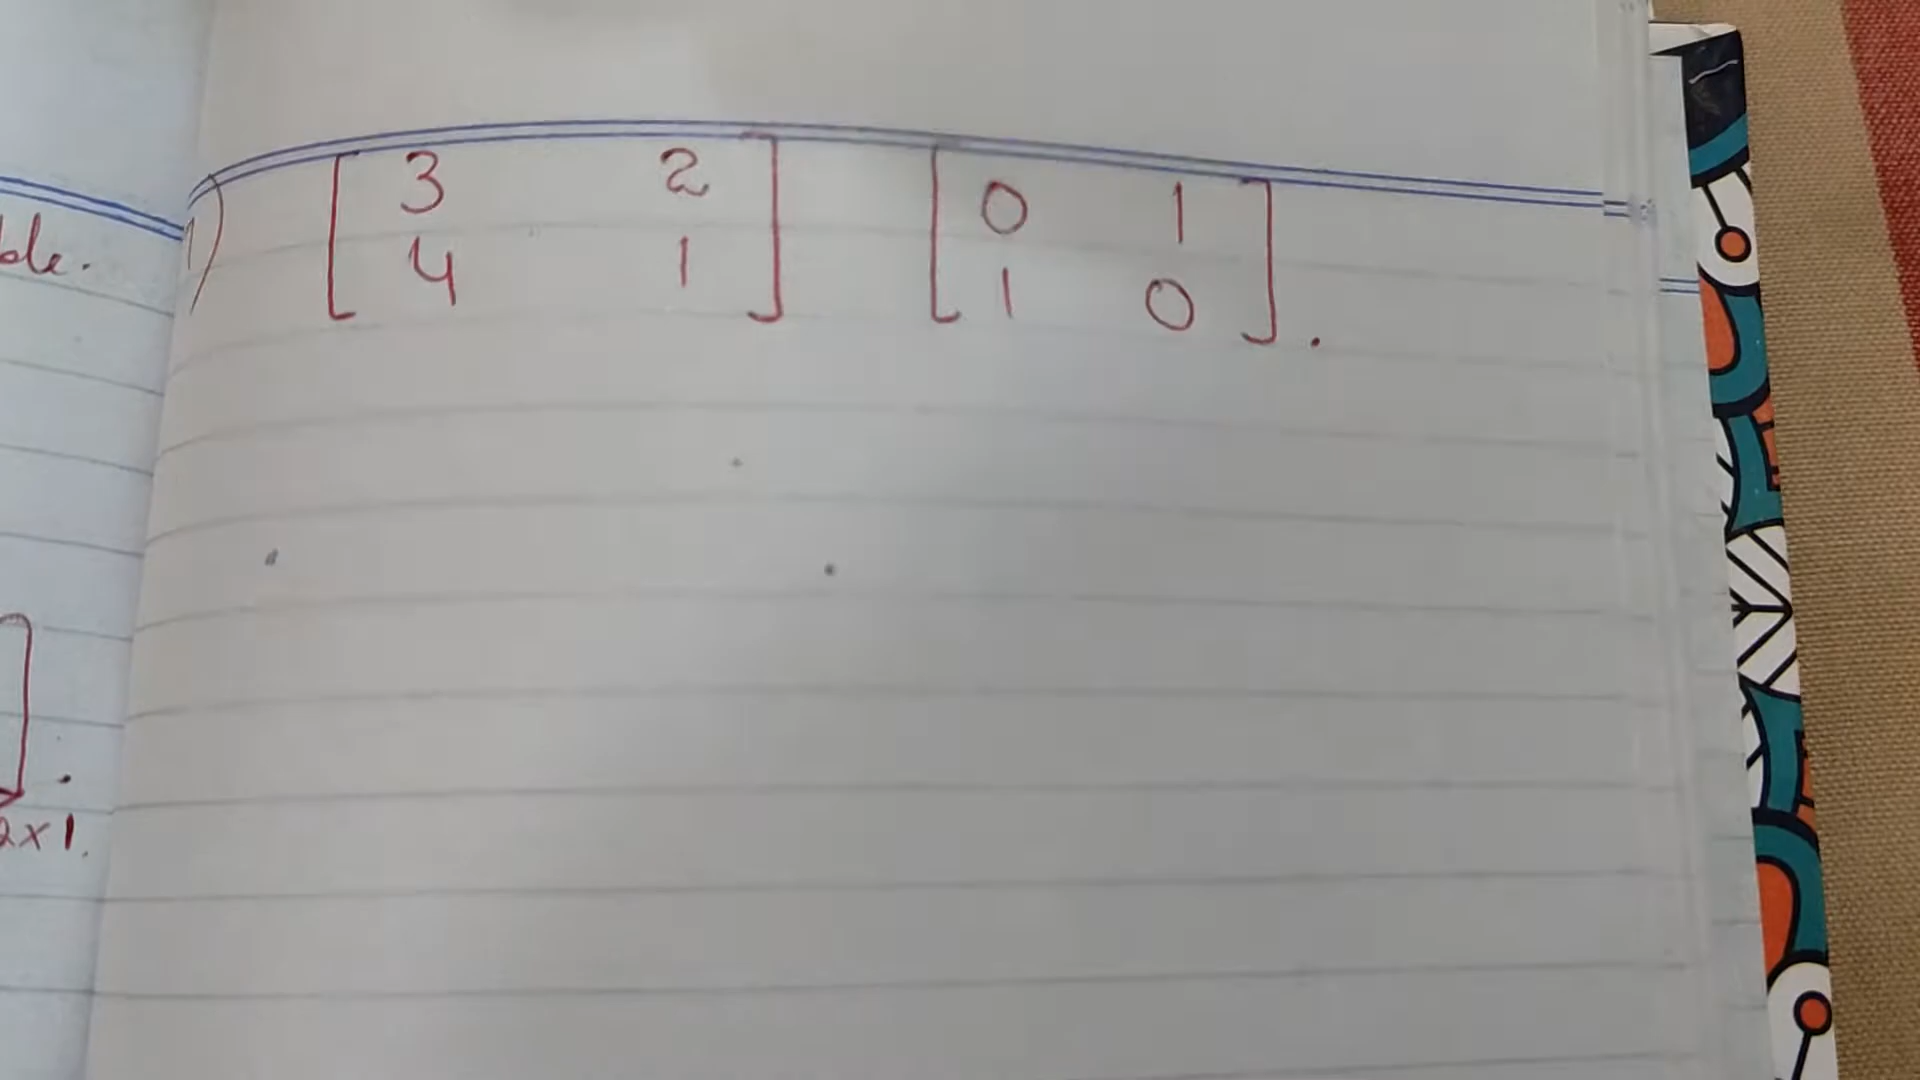 ble.
2x1.
1) [ 3 2 ] [ 0 1 ]
[ 4 1 ] [ 1 0 ].